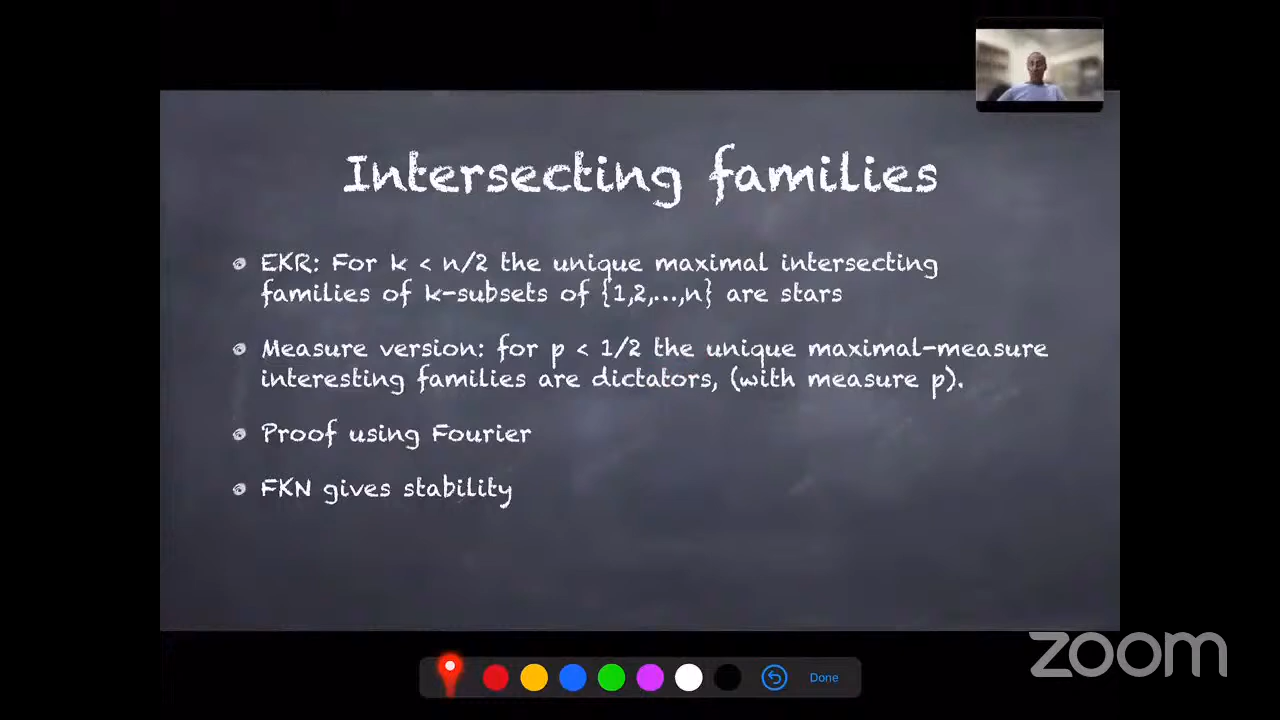 Intersecting families
EKR: For k < n/2 the unique maximal intersecting
families of k-subsets of {1,2,...,n} are stars
Measure version: for p < 1/2 the unique maximal-measure
interesting families are dictators, (with measure p).
Proof using Fourier
FKN gives stability
Done
zoom